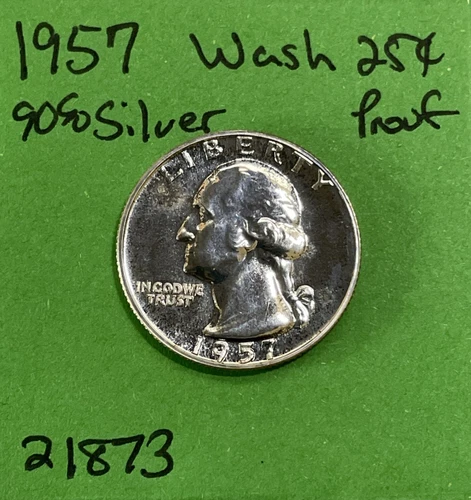 1957 Wash 25¢
90% Silver Proof
LIBERTY
IN GOD WE
TRUST
1957
21873